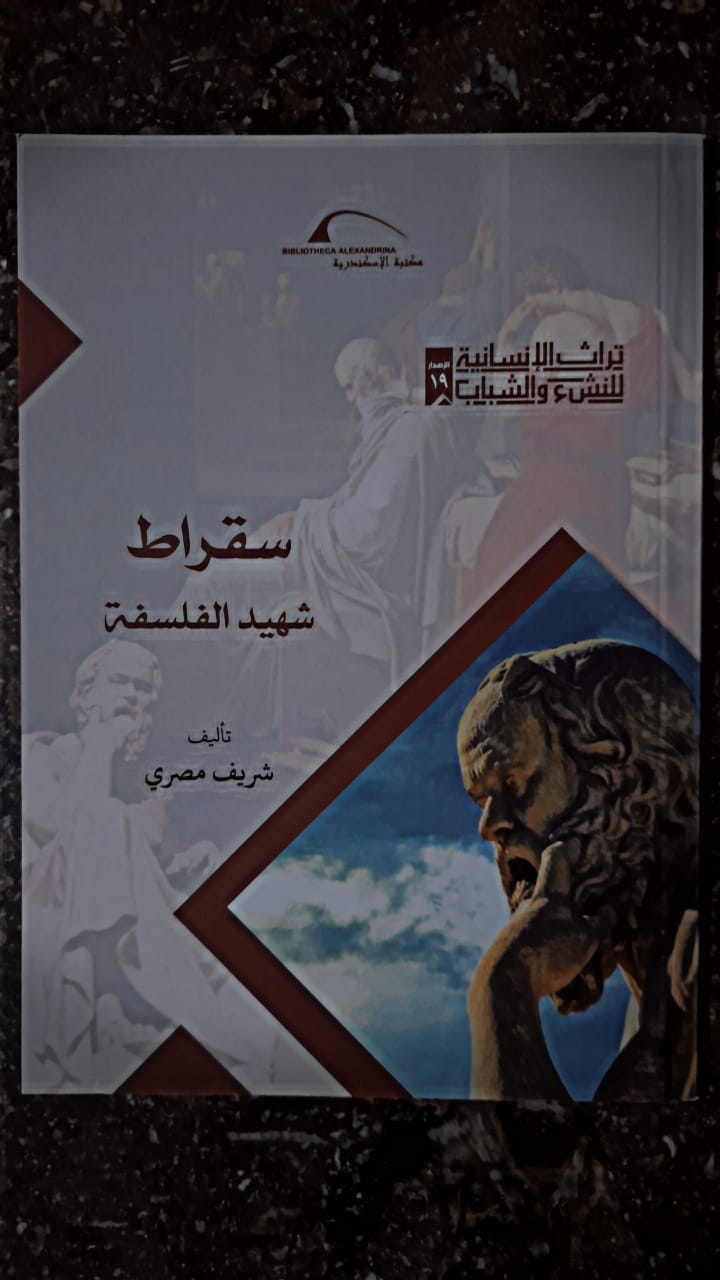 BIBLIOTHECA ALEXANDRINA
مكتبة الإسكندرية
تراث الإنسانية
للنشء والشباب
الإصدار
١٩
سقراط
شهيد الفلسفة
تأليف
شريف مصري